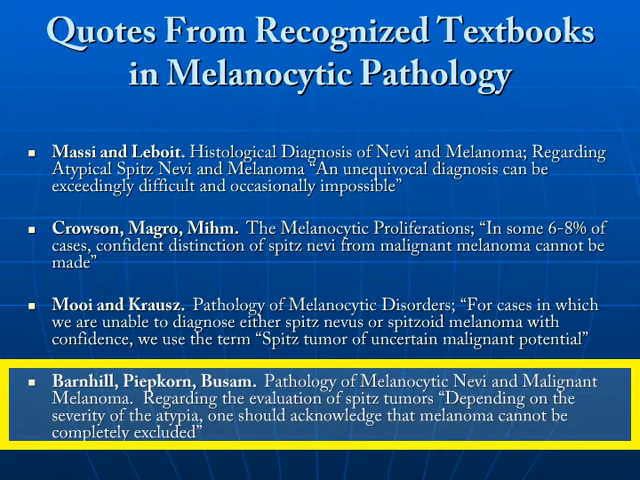 Quotes From Recognized Textbooks
in Melanocytic Pathology
Massi and Leboit. Histological Diagnosis of Nevi and Melanoma; Regarding
Atypical Spitz Nevi and Melanoma “An unequivocal diagnosis can be
exceedingly difficult and occasionally impossible”
Crowson, Magro, Mihm. The Melanocytic Proliferations; “In some 6-8% of
cases, confident distinction of spitz nevi from malignant melanoma cannot be
made”
Mooi and Krausz. Pathology of Melanocytic Disorders; “For cases in which
we are unable to diagnose either spitz nevus or spitzoid melanoma with
confidence, we use the term “Spitz tumor of uncertain malignant potential”
Barnhill, Piepkorn, Busam. Pathology of Melanocytic Nevi and Malignant
Melanoma. Regarding the evaluation of spitz tumors “Depending on the
severity of the atypia, one should acknowledge that melanoma cannot be
completely excluded”